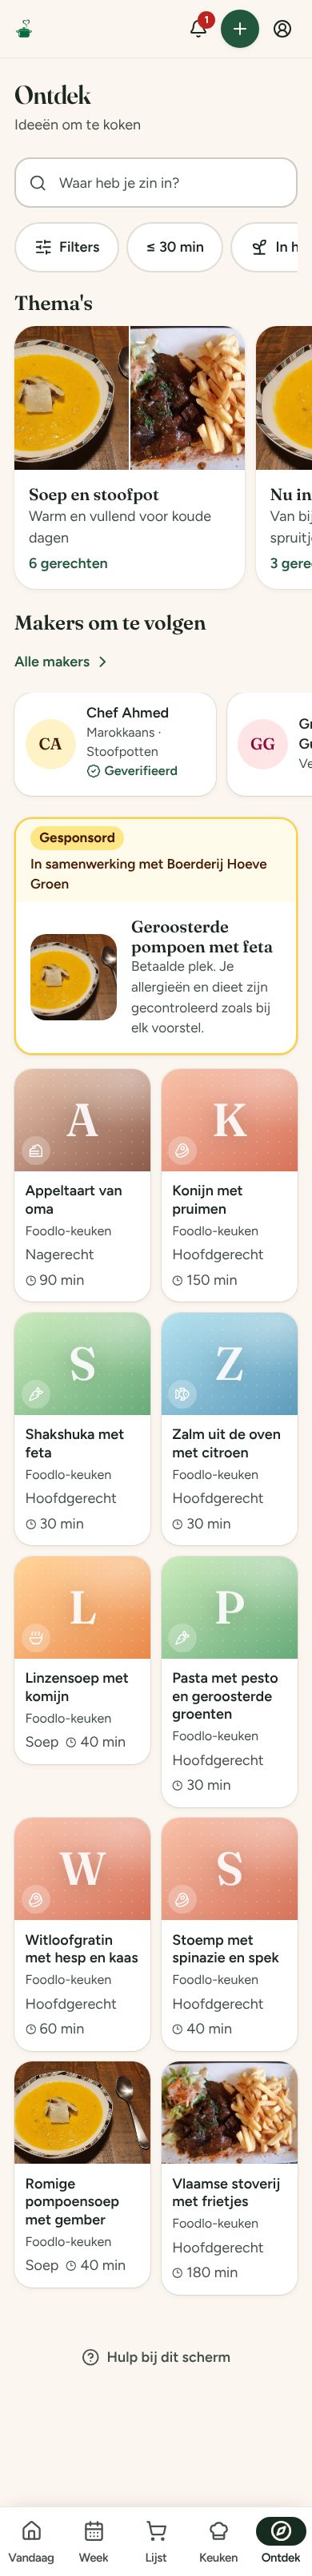 1
Ontdek
Ideeën om te koken
Waar heb je zin in?
Filters
≤ 30 min
In h
Thema's
Soep en stoofpot
Warm en vullend voor koude
dagen
6 gerechten
Nu in
Van bij
spruitj
3 gere
Makers om te volgen
Alle makers
CA
Chef Ahmed
Marokkaans ·
Stoofpotten
Geverifieerd
GG
Gr
Gu
Ve
Gesponsord
In samenwerking met Boerderij Hoeve
Groen
Geroosterde
pompoen met feta
Betaalde plek. Je
allergieën en dieet zijn
gecontroleerd zoals bij
elk voorstel.
A
Appeltaart van
oma
Foodlo-keuken
Nagerecht
90 min
K
Konijn met
pruimen
Foodlo-keuken
Hoofdgerecht
150 min
S
Shakshuka met
feta
Foodlo-keuken
Hoofdgerecht
30 min
Z
Zalm uit de oven
met citroen
Foodlo-keuken
Hoofdgerecht
30 min
L
Linzensoep met
komijn
Foodlo-keuken
Soep 40 min
P
Pasta met pesto
en geroosterde
groenten
Foodlo-keuken
Hoofdgerecht
30 min
W
Witloofgratin
met hesp en kaas
Foodlo-keuken
Hoofdgerecht
60 min
S
Stoemp met
spinazie en spek
Foodlo-keuken
Hoofdgerecht
40 min
Romige
pompoensoep
met gember
Foodlo-keuken
Soep 40 min
Vlaamse stoverij
met frietjes
Foodlo-keuken
Hoofdgerecht
180 min
Hulp bij dit scherm
Vandaag
Week
Lijst
Keuken
Ontdek